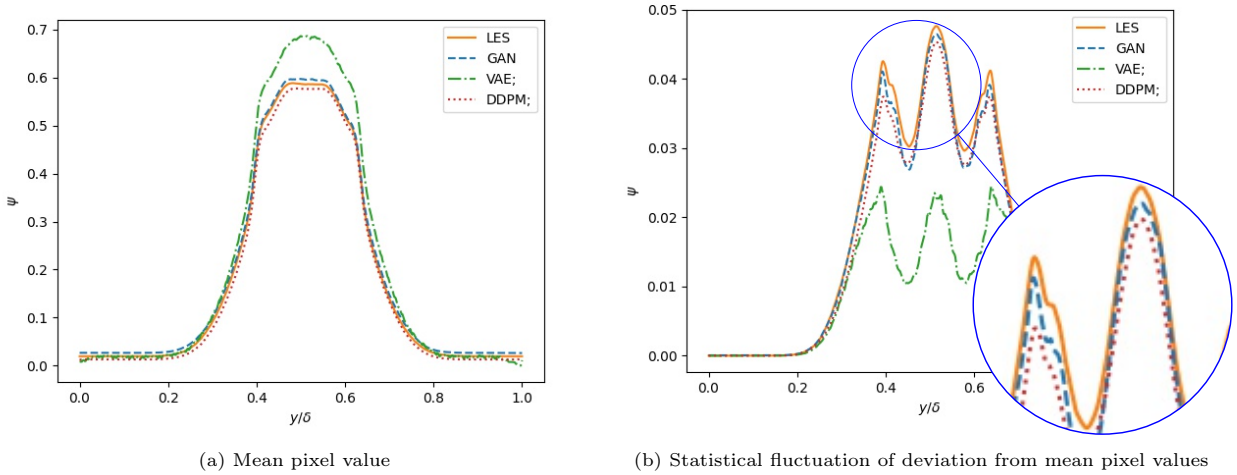 0.7
0.6
0.5
0.4
0.3
0.2
0.1
0.0
ψ
0.0 0.2 0.4 0.6 0.8 1.0
y/δ
LES
GAN
VAE;
DDPM;
(a) Mean pixel value
0.05
0.04
0.03
0.02
0.01
0.00
ψ
0.0 0.2 0.4 0.6
y/δ
LES
GAN
VAE;
DDPM;
(b) Statistical fluctuation of deviation from mean pixel values